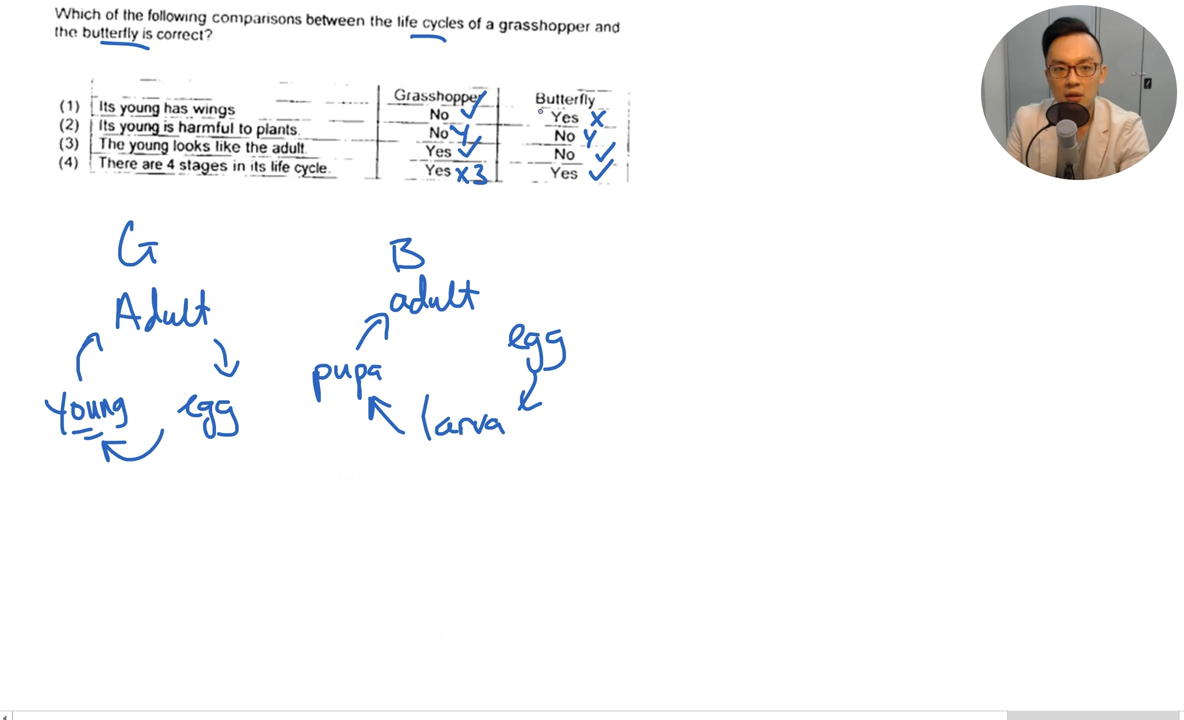 Which of the following comparisons between the life cycles of a grasshopper and
the butterfly is correct?
Grasshopper Butterfly
(1) Its young has wings No ✓ Yes X
(2) Its young is harmful to plants. No Y No Y
(3) The young looks like the adult Yes ✓ No ✓
(4) There are 4 stages in its life cycle. Yes X 3 Yes ✓
G B
Adult adult
egg
pupa
young egg larva